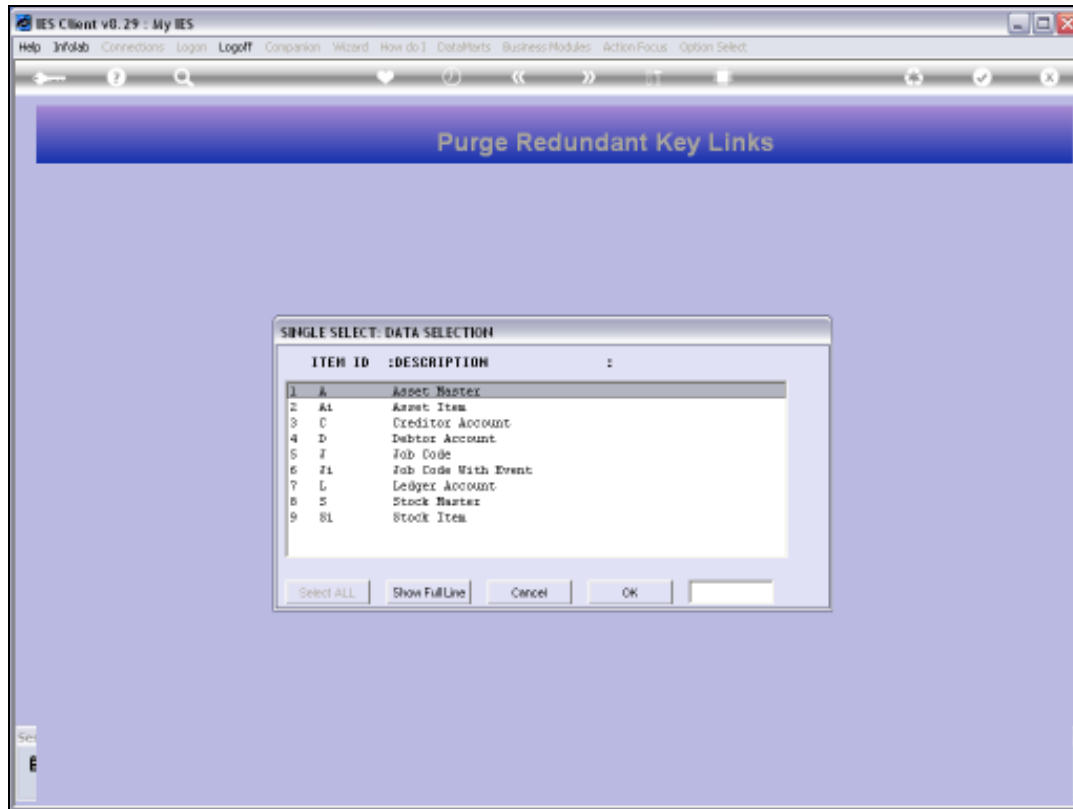 IES Client v8.29 : My IES
Help Infolab Connections Logon Logoff Companion Wizard How do I DataMarts Business Modules Action Focus Option Select
Purge Redundant Key Links
SINGLE SELECT: DATA SELECTION
ITEM ID :DESCRIPTION :
1 A Asset Master
2 Ai Asset Item
3 C Creditor Account
4 D Debtor Account
5 J Job Code
6 Ji Job Code With Event
7 L Ledger Account
8 S Stock Master
9 Si Stock Item
Select ALL Show Full Line Cancel OK